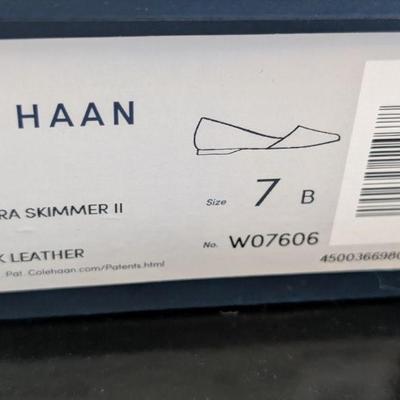 HAAN
RA SKIMMER II
Size 7 B
K LEATHER
No. W07606
Pat. Colehaan.com/Patents.html
4500366980